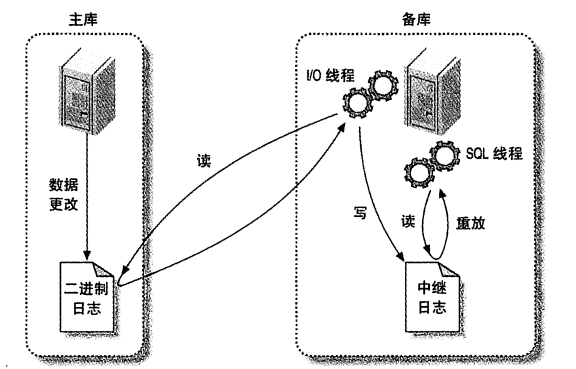 主库
备库
I/O 线程
SQL 线程
读
数据
更改
写
读
重放
二进制
日志
中继
日志